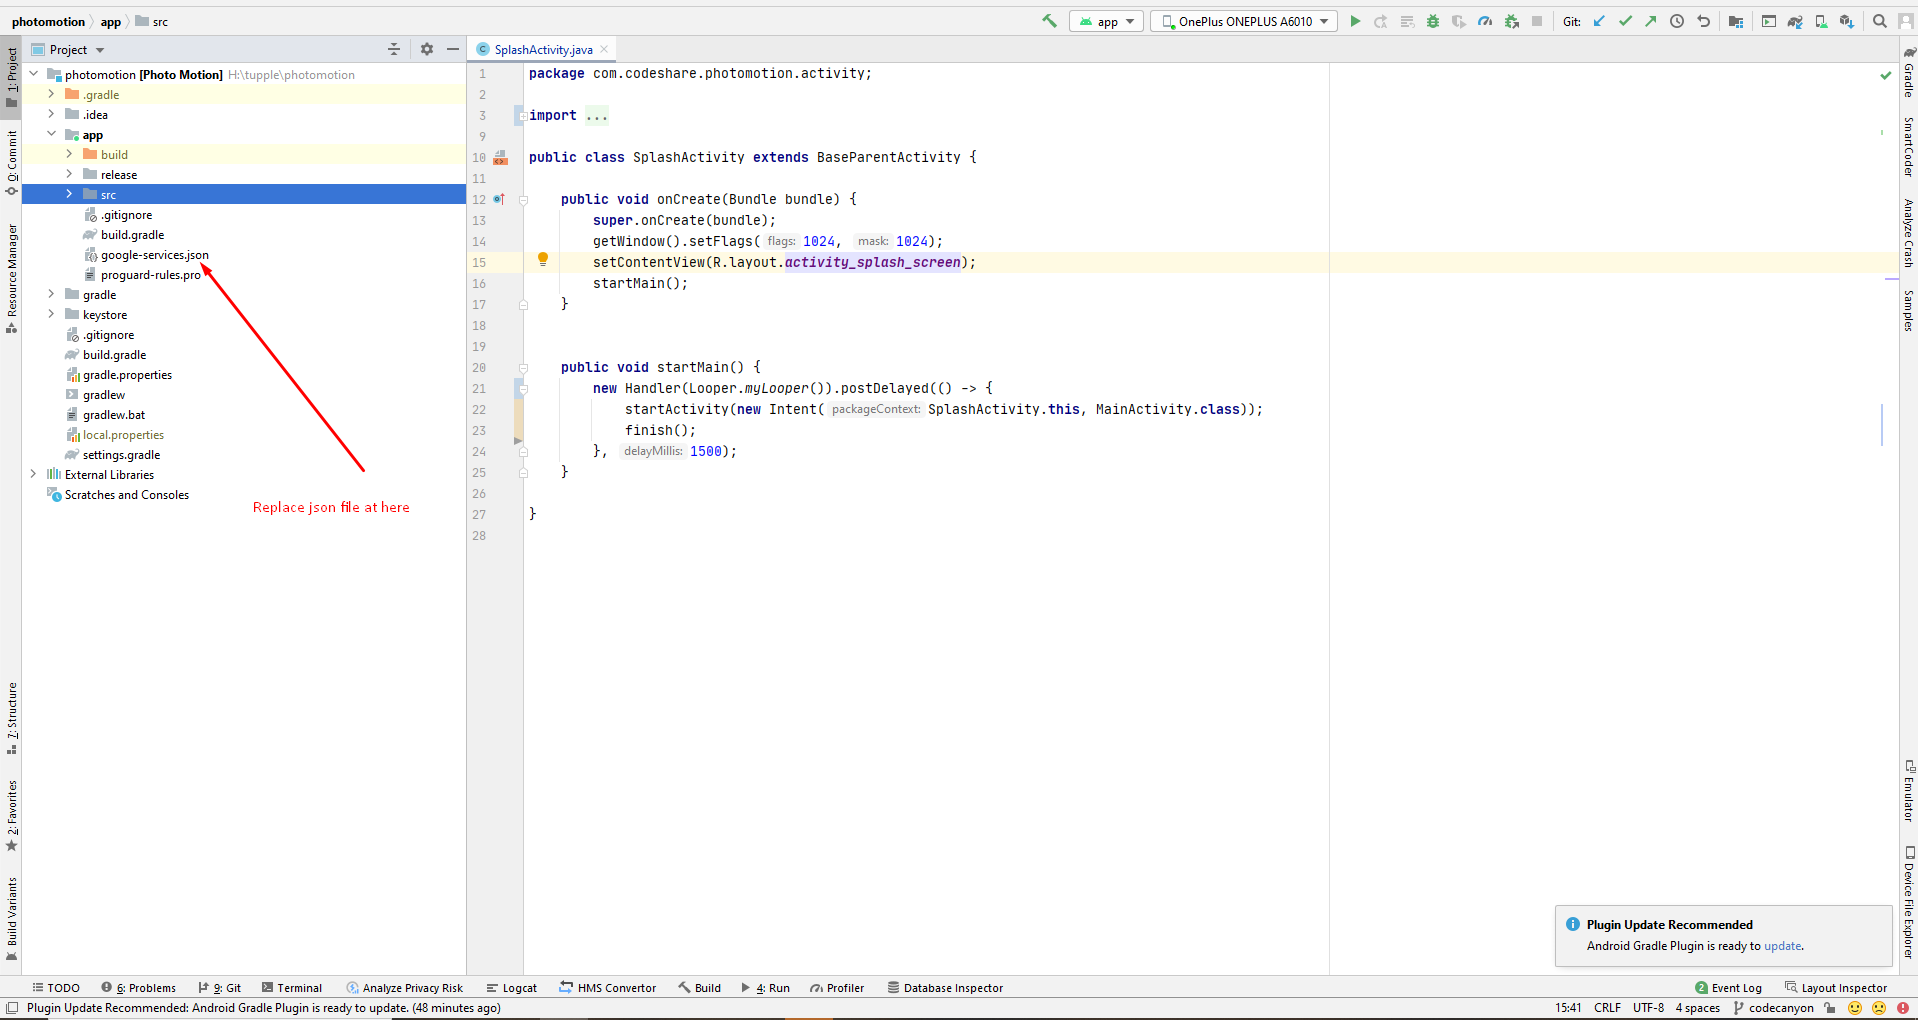 photomotion app src
app
OnePlus ONEPLUS A6010
Git:
Project
SplashActivity.java
1: Project
0: Commit
Resource Manager
7: Structure
2: Favorites
Build Variants
photomotion [Photo Motion] H:\tupple\photomotion
.gradle
.idea
app
build
release
src
.gitignore
build.gradle
google-services.json
proguard-rules.pro
gradle
keystore
.gitignore
build.gradle
gradle.properties
gradlew
gradlew.bat
local.properties
settings.gradle
External Libraries
Scratches and Consoles
Replace json file at here
1 package com.codeshare.photomotion.activity;
2
3 import ...
9
10 public class SplashActivity extends BaseParentActivity {
11
12 public void onCreate(Bundle bundle) {
13 super.onCreate(bundle);
14 getWindow().setFlags( flags: 1024, mask: 1024);
15 setContentView(R.layout.activity_splash_screen);
16 startMain();
17 }
18
19
20 public void startMain() {
21 new Handler(Looper.myLooper()).postDelayed(() -> {
22 startActivity(new Intent( packageContext: SplashActivity.this, MainActivity.class));
23 finish();
24 }, delayMillis: 1500);
25 }
26
27 }
28
Gradle
SmartCoder
Analyze Crash
Samples
Emulator
Device File Explorer
Plugin Update Recommended
Android Gradle Plugin is ready to update.
TODO 6: Problems 9: Git Terminal Analyze Privacy Risk Logcat HMS Convertor Build 4: Run Profiler Database Inspector 2 Event Log Layout Inspector
Plugin Update Recommended: Android Gradle Plugin is ready to update. (48 minutes ago) 15:41 CRLF UTF-8 4 spaces codecanyon